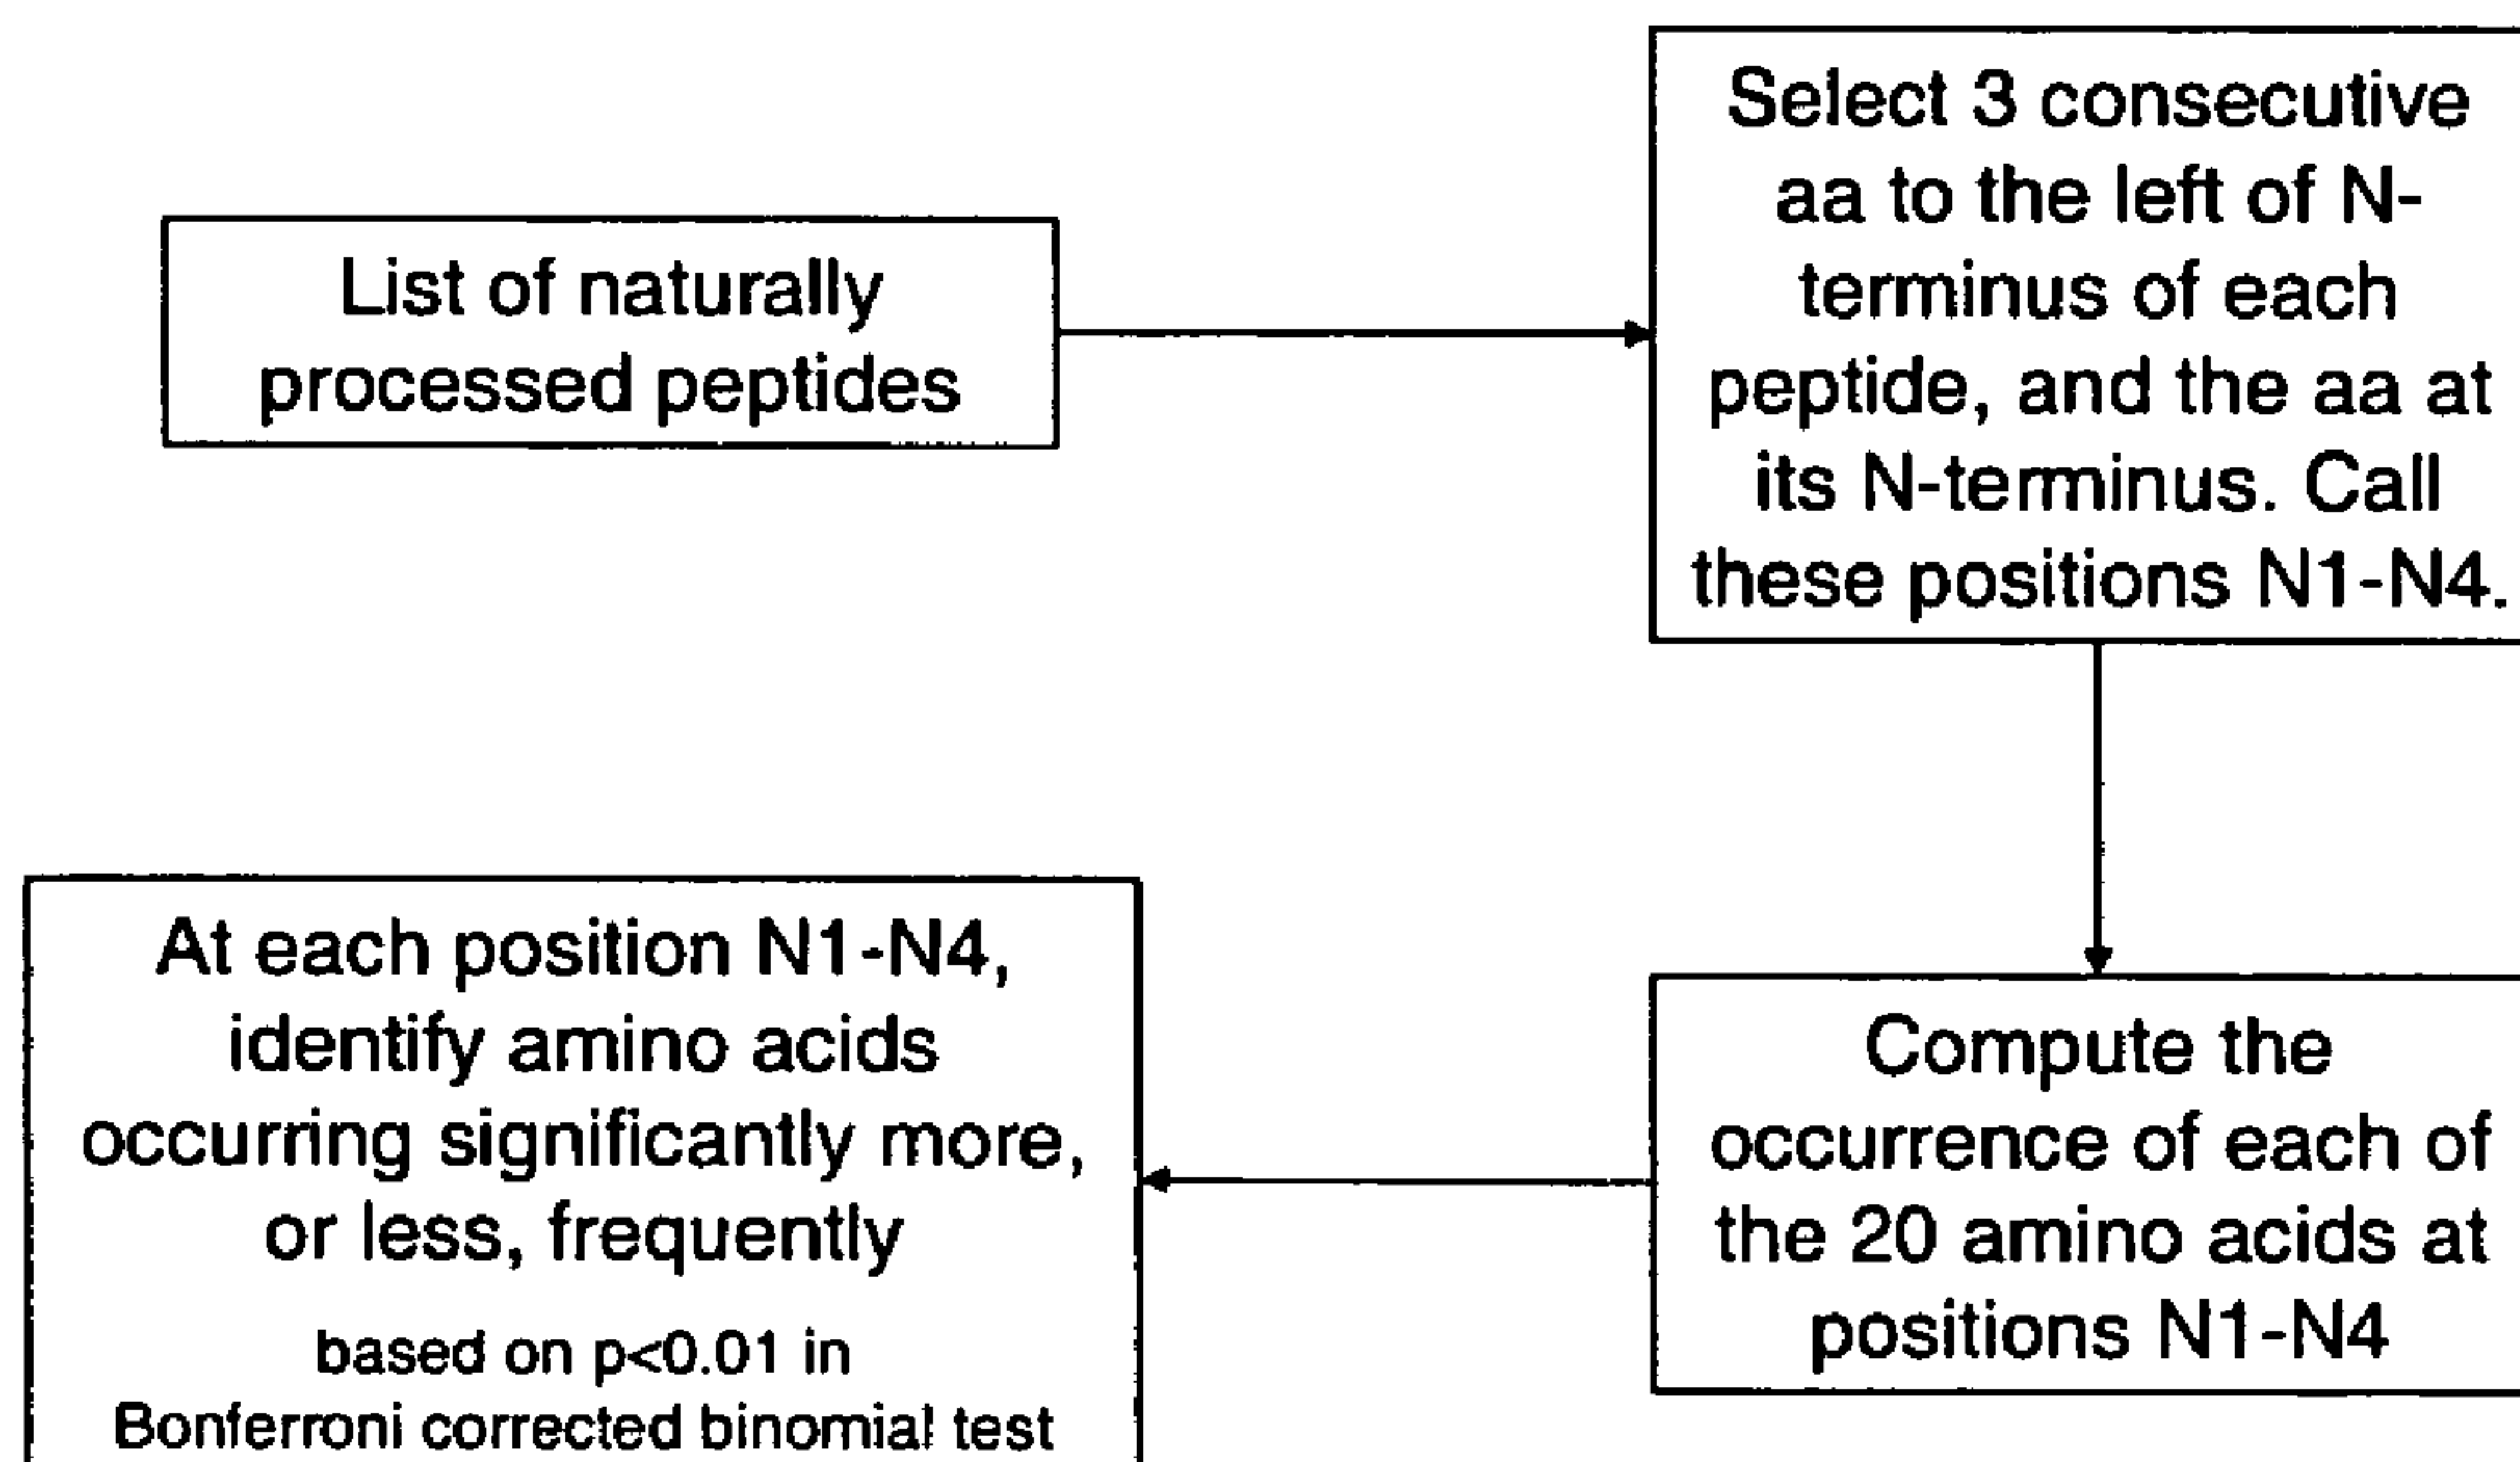 List of naturally
processed peptides
Select 3 consecutive
aa to the left of N-
terminus of each
peptide, and the aa at
its N-terminus. Call
these positions N1-N4.
Compute the
occurrence of each of
the 20 amino acids at
positions N1-N4
At each position N1-N4,
identify amino acids
occurring significantly more,
or less, frequently
based on p<0.01 in
Bonferroni corrected binomial test